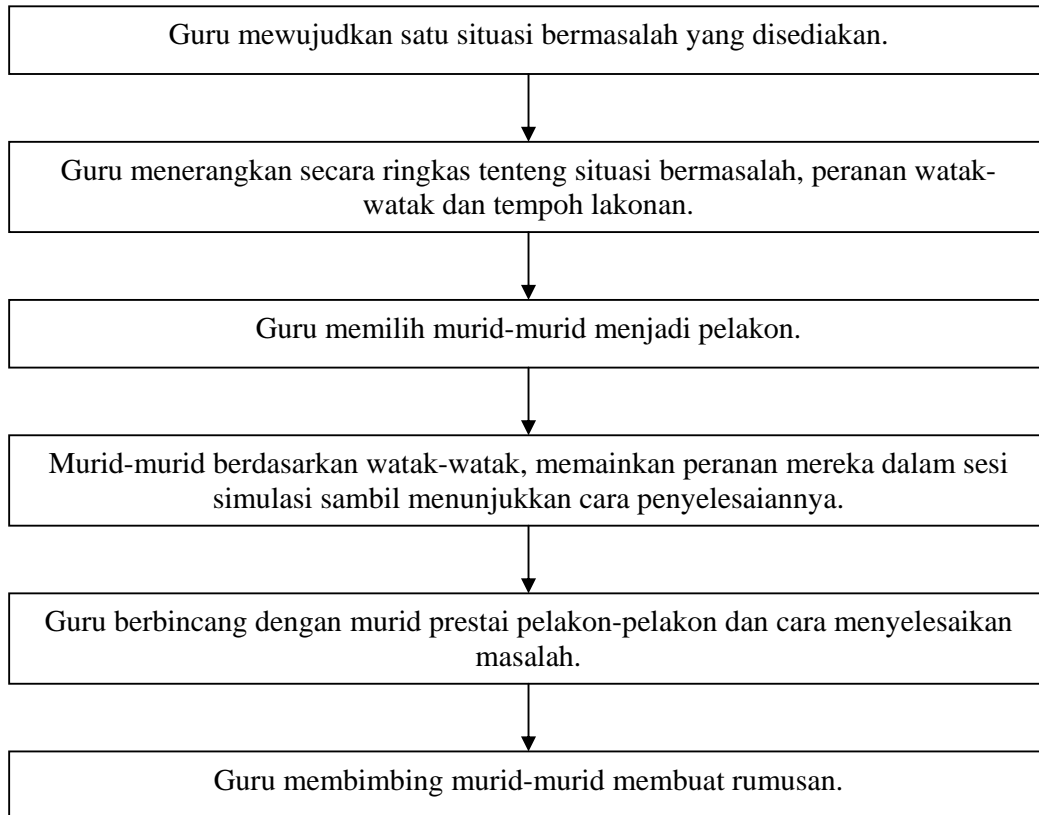 Guru mewujudkan satu situasi bermasalah yang disediakan.
Guru menerangkan secara ringkas tenteng situasi bermasalah, peranan watak-
watak dan tempoh lakonan.
Guru memilih murid-murid menjadi pelakon.
Murid-murid berdasarkan watak-watak, memainkan peranan mereka dalam sesi
simulasi sambil menunjukkan cara penyelesaiannya.
Guru berbincang dengan murid prestai pelakon-pelakon dan cara menyelesaikan
masalah.
Guru membimbing murid-murid membuat rumusan.